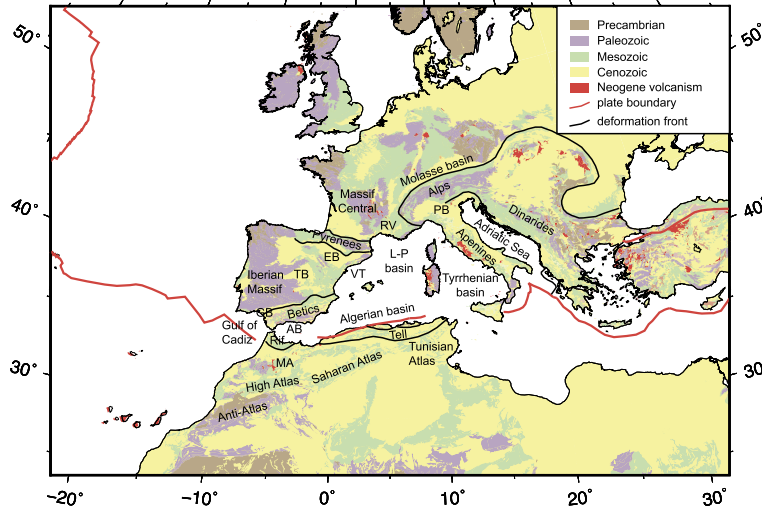 50°
50°
Precambrian
Paleozoic
Mesozoic
Cenozoic
Neogene volcanism
plate boundary
deformation front
Molasse basin
Alps
Massif
Central
PB
40°
40°
Dinarides
RV
Adriatic Sea
Pyrenees
Apenines
EB
L-P
basin
Iberian
Massif
TB
VT
Tyrrhenian
basin
GB
Betics
Algerian basin
Gulf of
Cadiz
AB
Rif
Tell
Tunisian
Atlas
30°
30
MA
Saharan Atlas
High Atlas
Anti-Atlas
-20°
-10°
0°
10°
20°
30°